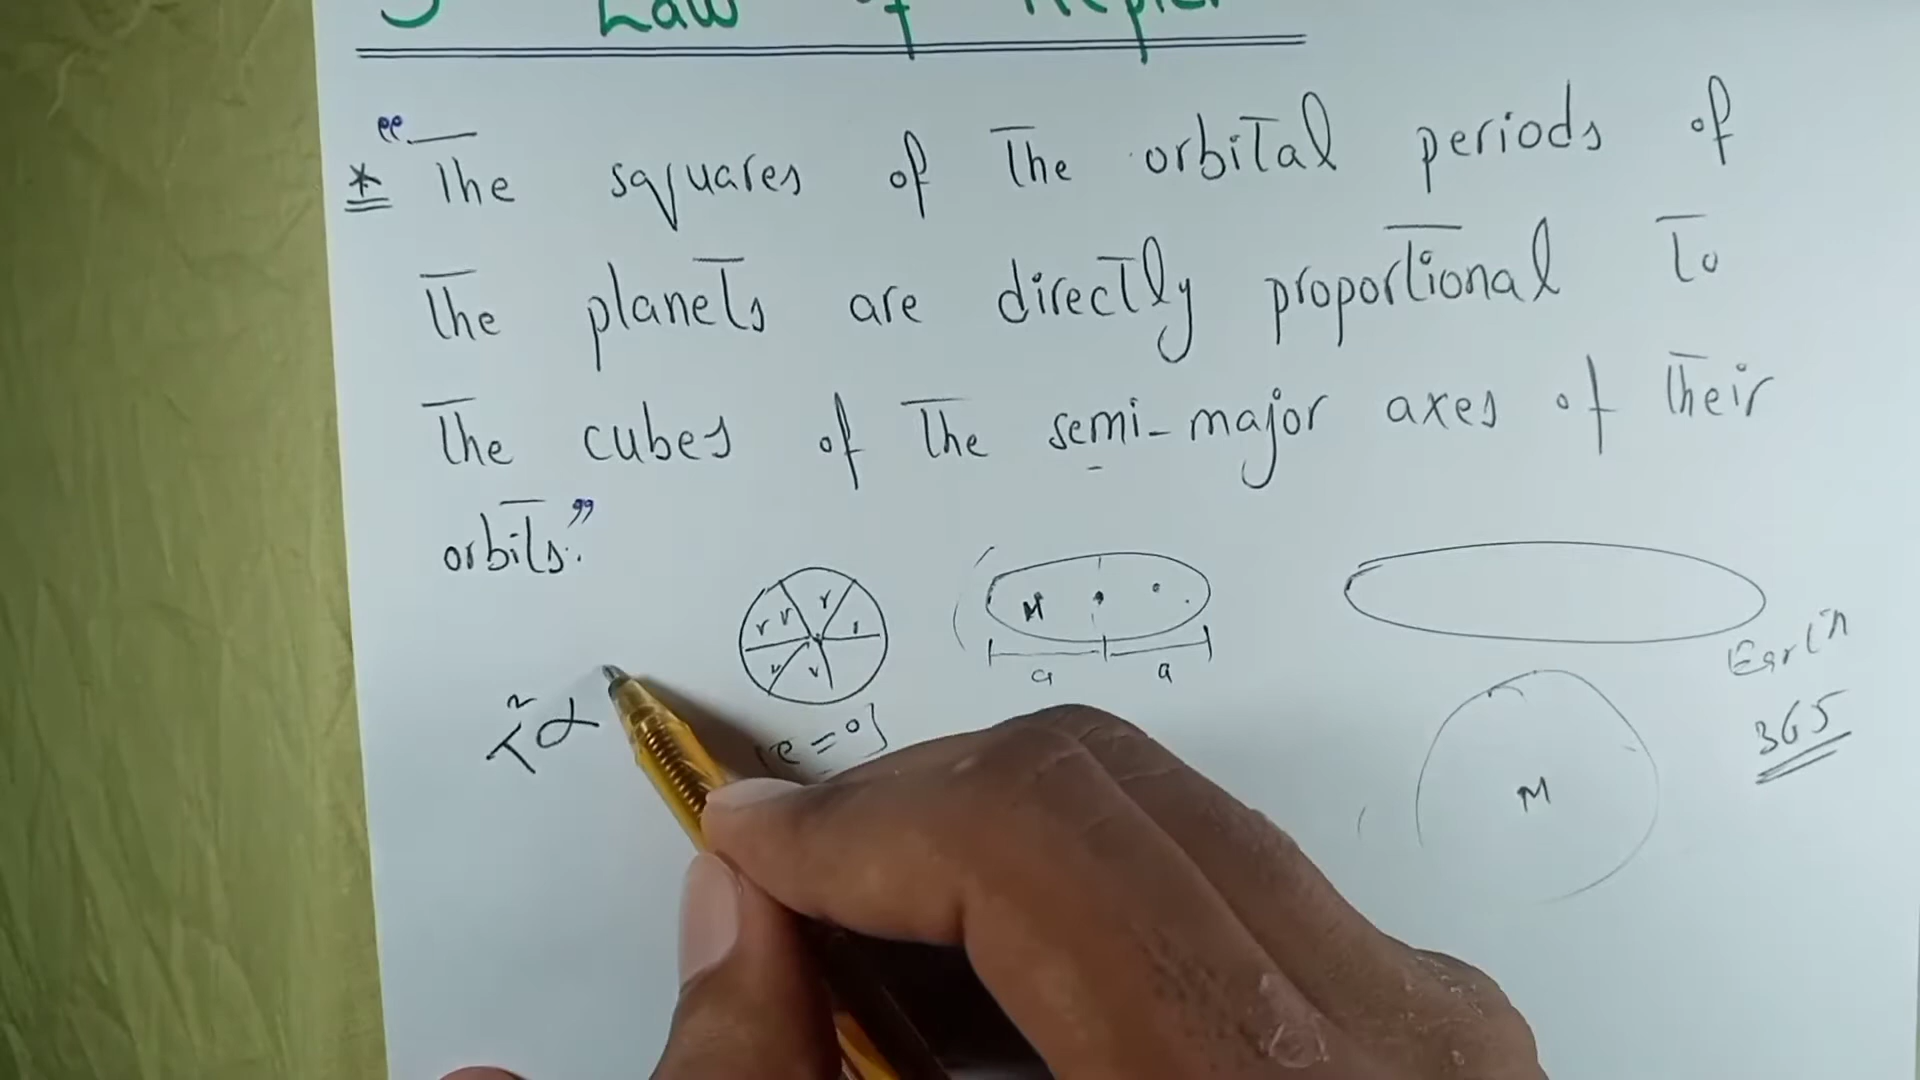 Law of Kepler
“The squares of the orbital periods of
* The planets are directly proportional to
the cubes of the semi-major axes of their
orbits.”
r r r r r r
M
a a
T² α
e = 0]
Earth
365
M